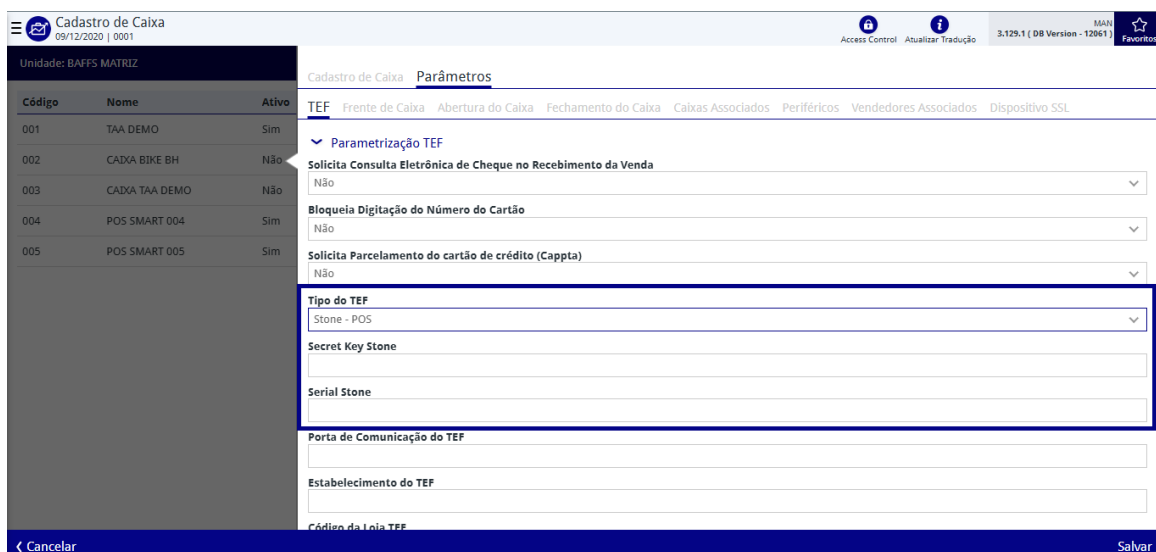 Cadastro de Caixa
09/12/2020 | 0001
Access Control
Atualizar Tradução
MAN
3.129.1 ( DB Version - 12061 )
Favoritos
Unidade: BAFFS MATRIZ
Código Nome Ativo
001 TAA DEMO Sim
002 CAIXA BIKE BH Não
003 CAIXA TAA DEMO Não
004 POS SMART 004 Sim
005 POS SMART 005 Sim
Cadastro de Caixa Parâmetros
TEF Frente de Caixa Abertura do Caixa Fechamento do Caixa Caixas Associados Periféricos Vendedores Associados Dispositivo SSL
Parametrização TEF
Solicita Consulta Eletrônica de Cheque no Recebimento da Venda
Não
Bloqueia Digitação do Número do Cartão
Não
Solicita Parcelamento do cartão de crédito (Cappta)
Não
Tipo do TEF
Stone - POS
Secret Key Stone
Serial Stone
Porta de Comunicação do TEF
Estabelecimento do TEF
Código da Loja TEF
Cancelar
Salvar